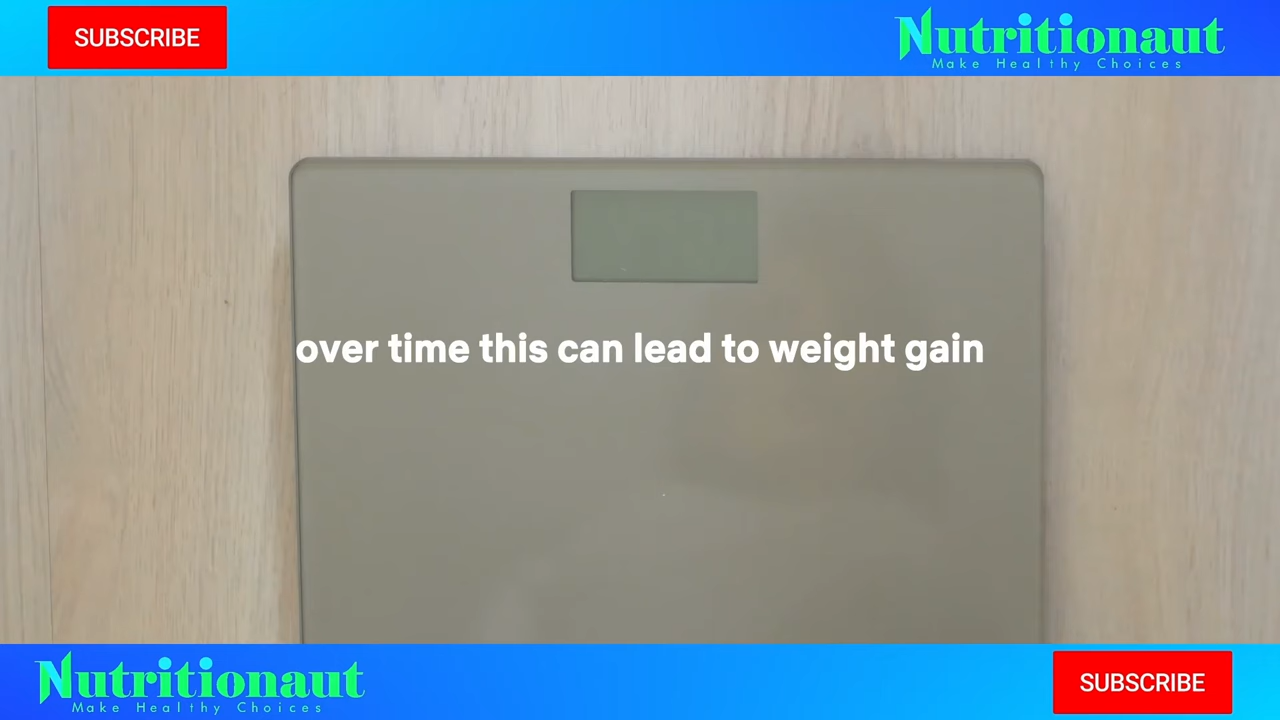 SUBSCRIBE
Nutritionaut
Make Healthy Choices
over time this can lead to weight gain
Nutritionaut
Make Healthy Choices
SUBSCRIBE